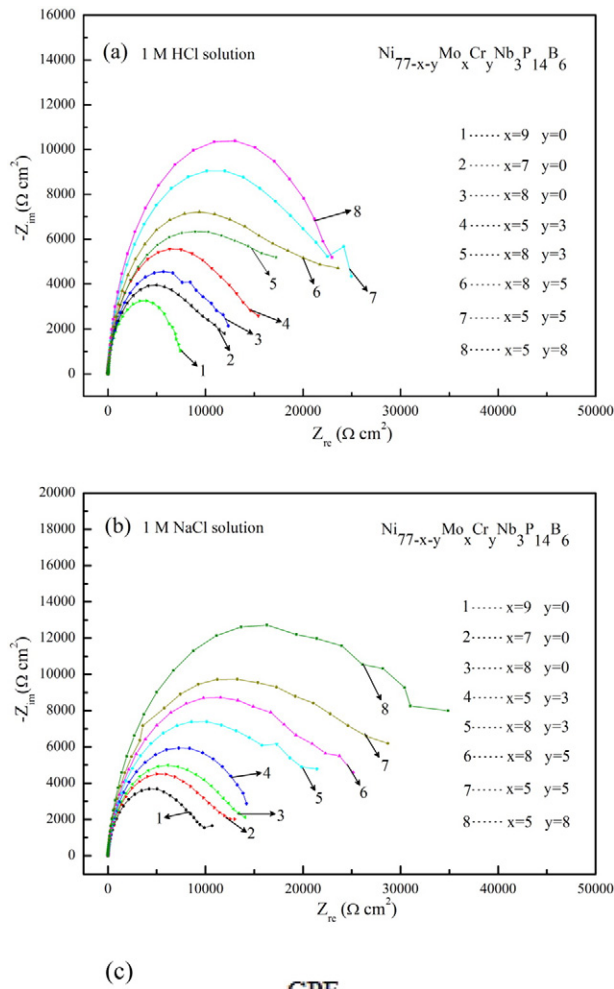 16000
(a) 1 M HCl solution Ni77-x-yMoxCryNb3P14B6
14000
12000
1······ x=9 y=0
10000
2······ x=7 y=0
3······ x=8 y=0
8000
4······ x=5 y=3
5······ x=8 y=3
6000
6······ x=8 y=5
4000
7······ x=5 y=5
2000
8······ x=5 y=8
0
-Zim(Ω cm2)
8
7
6
5
4
3
2
1
0 10000 20000 30000 40000 50000
Zre (Ω cm2)
20000
(b) 1 M NaCl solution Ni77-x-yMoxCryNb3P14B6
18000
16000
14000
1······ x=9 y=0
12000
2······ x=7 y=0
3······ x=8 y=0
10000
4······ x=5 y=3
8000
5······ x=8 y=3
6000
6······ x=8 y=5
4000
7······ x=5 y=5
2000
8······ x=5 y=8
0
-Zim(Ω cm2)
8
7
6
5
4
3
2
1
0 10000 20000 30000 40000 50000
Zre (Ω cm2)
(c)
CPE